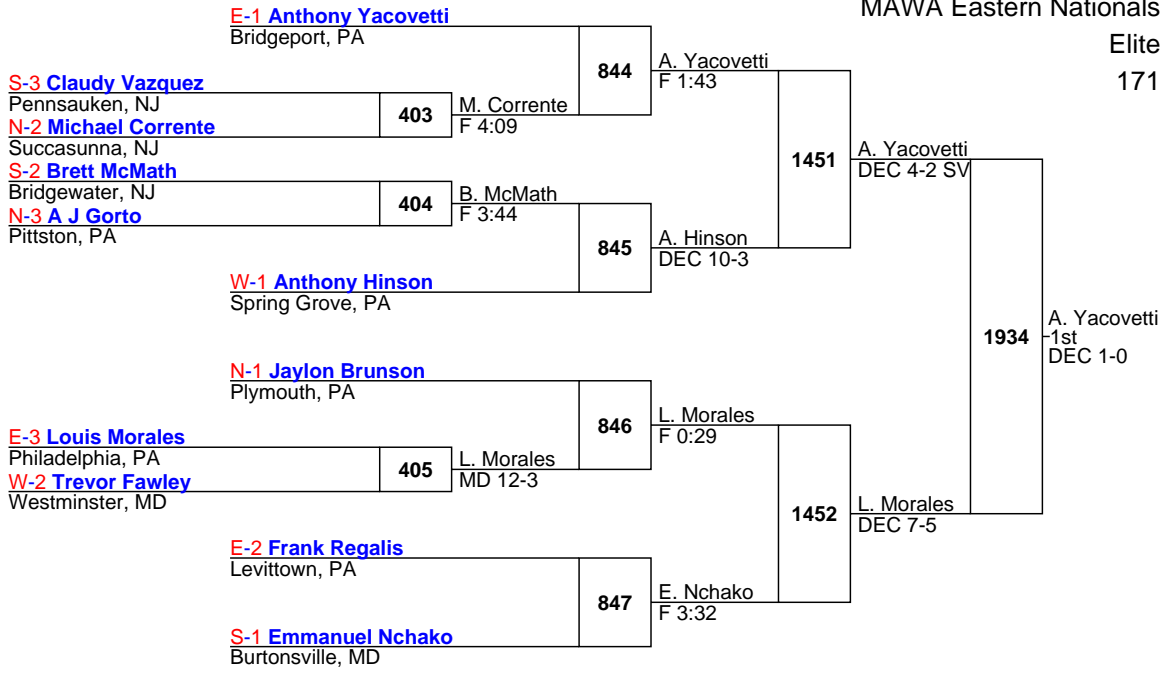 MAWA Eastern Nationals
Elite
171
E-1 Anthony Yacovetti
Bridgeport, PA
844
A. Yacovetti
F 1:43
S-3 Claudy Vazquez
Pennsauken, NJ
403
M. Corrente
F 4:09
N-2 Michael Corrente
Succasunna, NJ
1451
A. Yacovetti
DEC 4-2 SV
S-2 Brett McMath
Bridgewater, NJ
404
B. McMath
F 3:44
N-3 A J Gorto
Pittston, PA
845
A. Hinson
DEC 10-3
W-1 Anthony Hinson
Spring Grove, PA
1934
A. Yacovetti
1st
DEC 1-0
N-1 Jaylon Brunson
Plymouth, PA
846
L. Morales
F 0:29
E-3 Louis Morales
Philadelphia, PA
405
L. Morales
MD 12-3
W-2 Trevor Fawley
Westminster, MD
1452
L. Morales
DEC 7-5
E-2 Frank Regalis
Levittown, PA
847
E. Nchako
F 3:32
S-1 Emmanuel Nchako
Burtonsville, MD